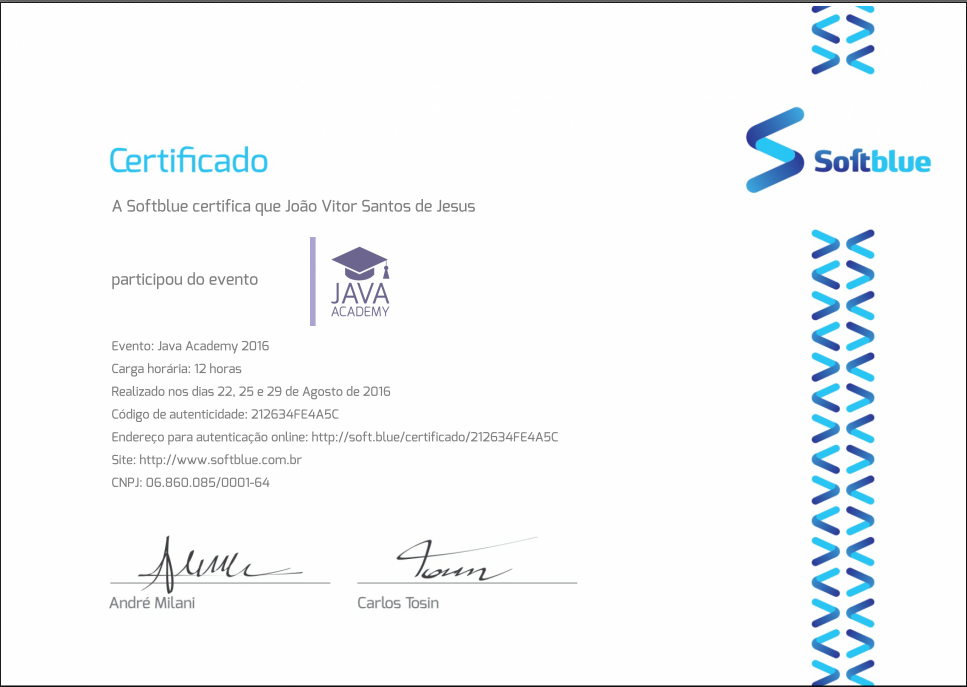 Certificado
Softblue
A Softblue certifica que João Vitor Santos de Jesus
participou do evento
JAVA
ACADEMY
Evento: Java Academy 2016
Carga horária: 12 horas
Realizado nos dias 22, 25 e 29 de Agosto de 2016
Código de autenticidade: 212634FE4A5C
Endereço para autenticação online: http://soft.blue/certificado/212634FE4A5C
Site: http://www.softblue.com.br
CNPJ: 06.860.085/0001-64
André Milani
Carlos Tosin